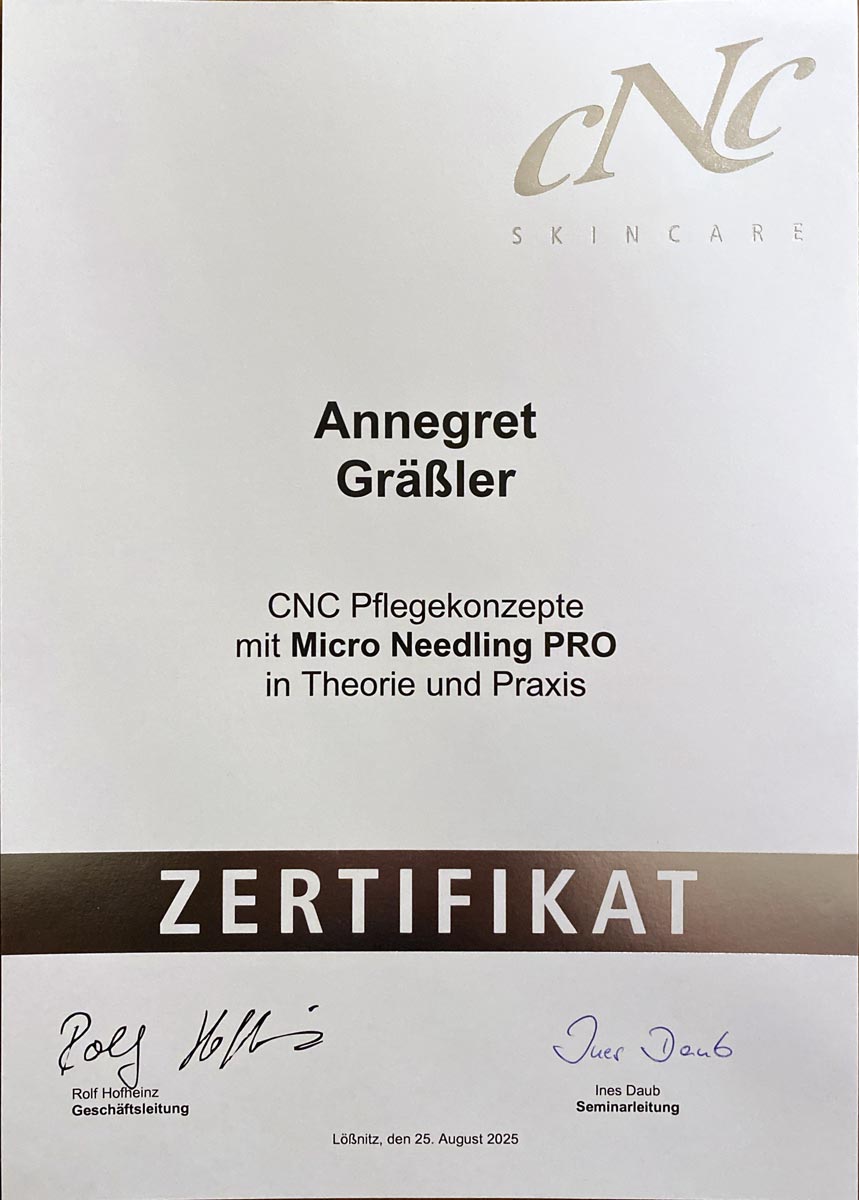 CNC
SKINCARE
Annegret
Gräßler
CNC Pflegekonzepte
mit Micro Needling PRO
in Theorie und Praxis
ZERTIFIKAT
Rolf Hofheinz
Ines Daub
Rolf Hofheinz
Geschäftsleitung
Ines Daub
Seminarleitung
Lößnitz, den 25. August 2025